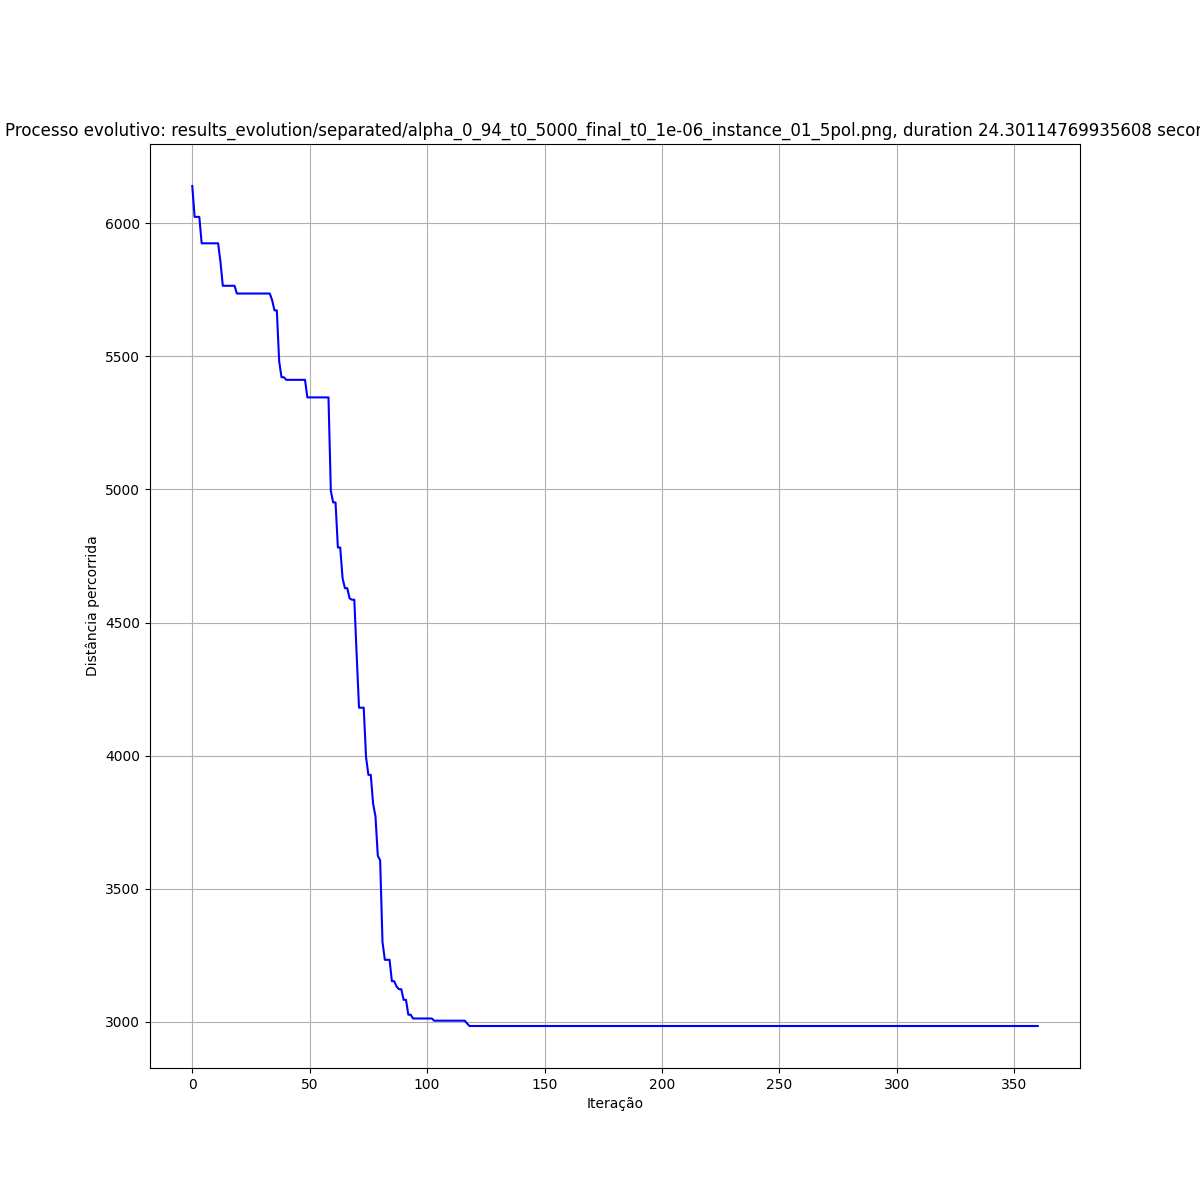 Processo evolutivo: results_evolution/separated/alpha_0_94_t0_5000_final_t0_1e-06_instance_01_5pol.png, duration 24.30114769935608 secon
6000
5500
5000
4500
4000
3500
3000
Distância percorrida
0 50 100 150 200 250 300 350
Iteração